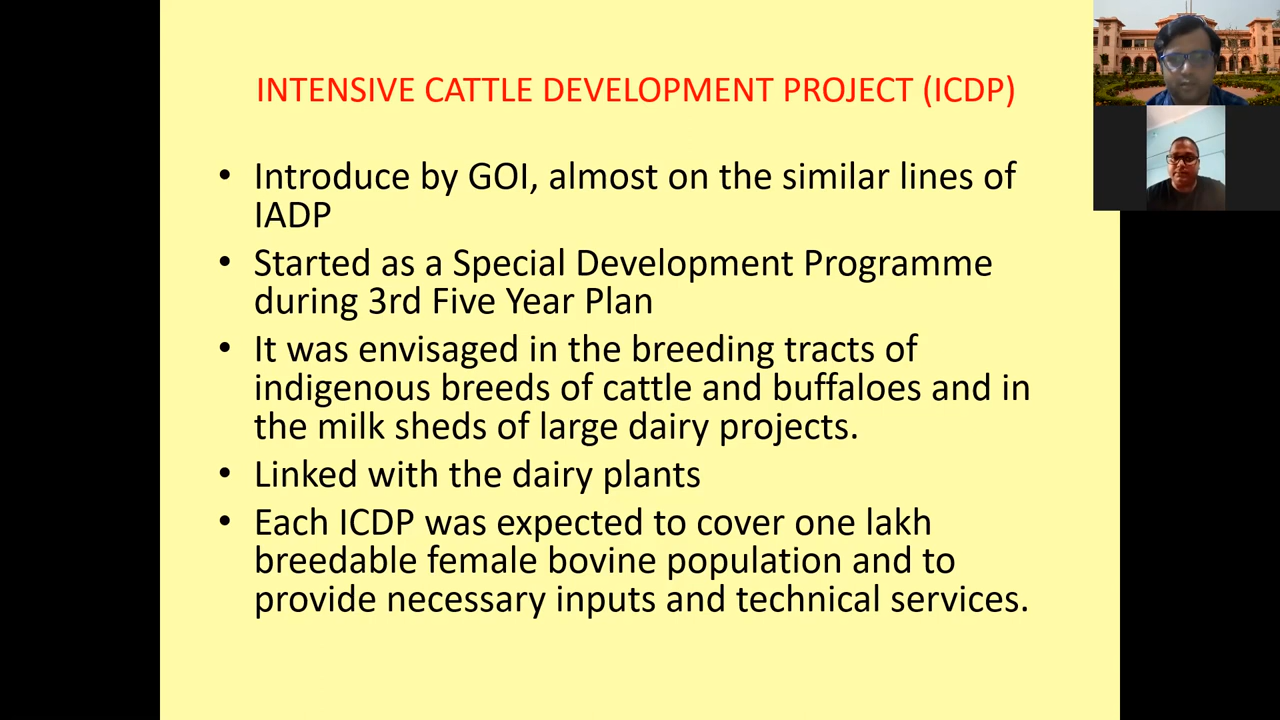 INTENSIVE CATTLE DEVELOPMENT PROJECT (ICDP)
• Introduce by GOI, almost on the similar lines of
IADP
• Started as a Special Development Programme
during 3rd Five Year Plan
• It was envisaged in the breeding tracts of
indigenous breeds of cattle and buffaloes and in
the milk sheds of large dairy projects.
• Linked with the dairy plants
• Each ICDP was expected to cover one lakh
breedable female bovine population and to
provide necessary inputs and technical services.